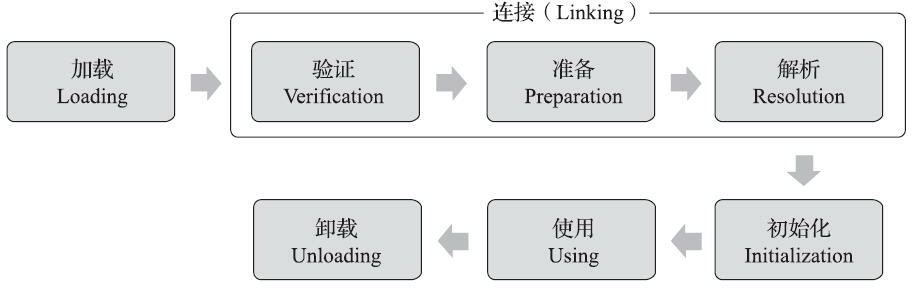 连接（Linking）
加载
Loading
验证
Verification
准备
Preparation
解析
Resolution
初始化
Initialization
使用
Using
卸载
Unloading